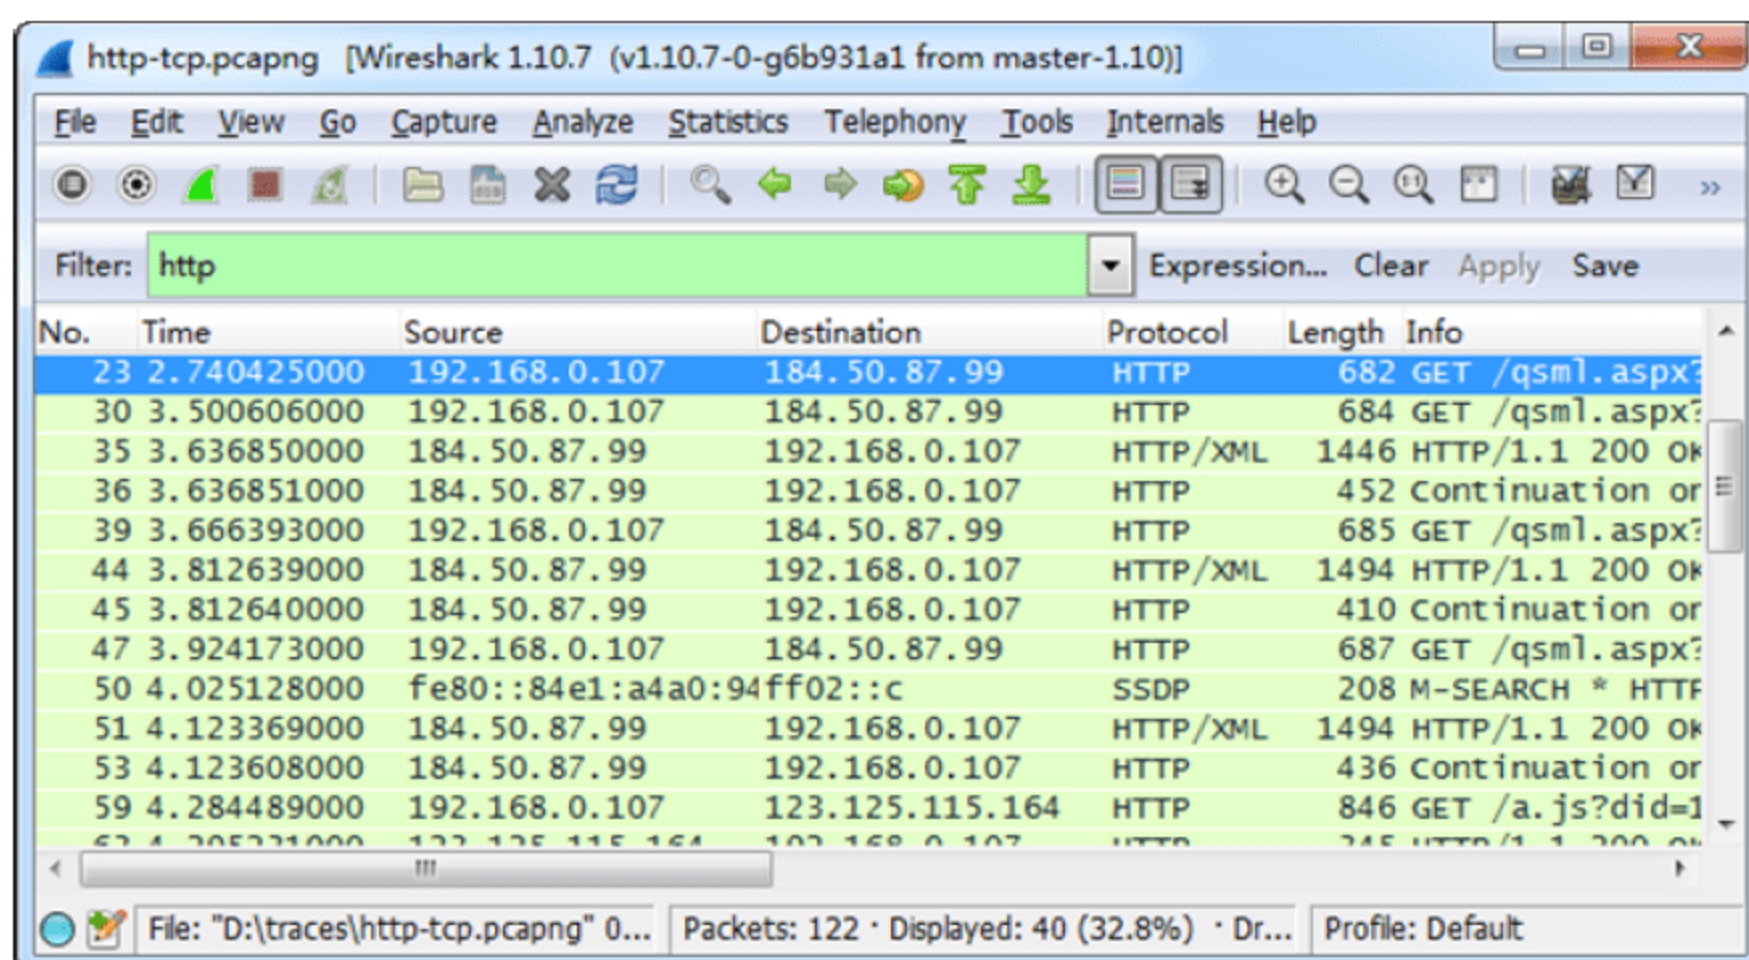 http-tcp.pcapng [Wireshark 1.10.7 (v1.10.7-0-g6b931a1 from master-1.10)]
File Edit View Go Capture Analyze Statistics Telephony Tools Internals Help
Filter: http Expression... Clear Apply Save
No. Time Source Destination Protocol Length Info
23 2.740425000 192.168.0.107 184.50.87.99 HTTP 682 GET /qsml.aspx?
30 3.500606000 192.168.0.107 184.50.87.99 HTTP 684 GET /qsml.aspx?
35 3.636850000 184.50.87.99 192.168.0.107 HTTP/XML 1446 HTTP/1.1 200 OK
36 3.636851000 184.50.87.99 192.168.0.107 HTTP 452 Continuation or
39 3.666393000 192.168.0.107 184.50.87.99 HTTP 685 GET /qsml.aspx?
44 3.812639000 184.50.87.99 192.168.0.107 HTTP/XML 1494 HTTP/1.1 200 OK
45 3.812640000 184.50.87.99 192.168.0.107 HTTP 410 Continuation or
47 3.924173000 192.168.0.107 184.50.87.99 HTTP 687 GET /qsml.aspx?
50 4.025128000 fe80::84e1:a4a0:94 ff02::c SSDP 208 M-SEARCH * HTTP
51 4.123369000 184.50.87.99 192.168.0.107 HTTP/XML 1494 HTTP/1.1 200 OK
53 4.123608000 184.50.87.99 192.168.0.107 HTTP 436 Continuation or
59 4.284489000 192.168.0.107 123.125.115.164 HTTP 846 GET /a.js?did=1
File: "D:\traces\http-tcp.pcapng" 0... Packets: 122 · Displayed: 40 (32.8%) · Dr... Profile: Default